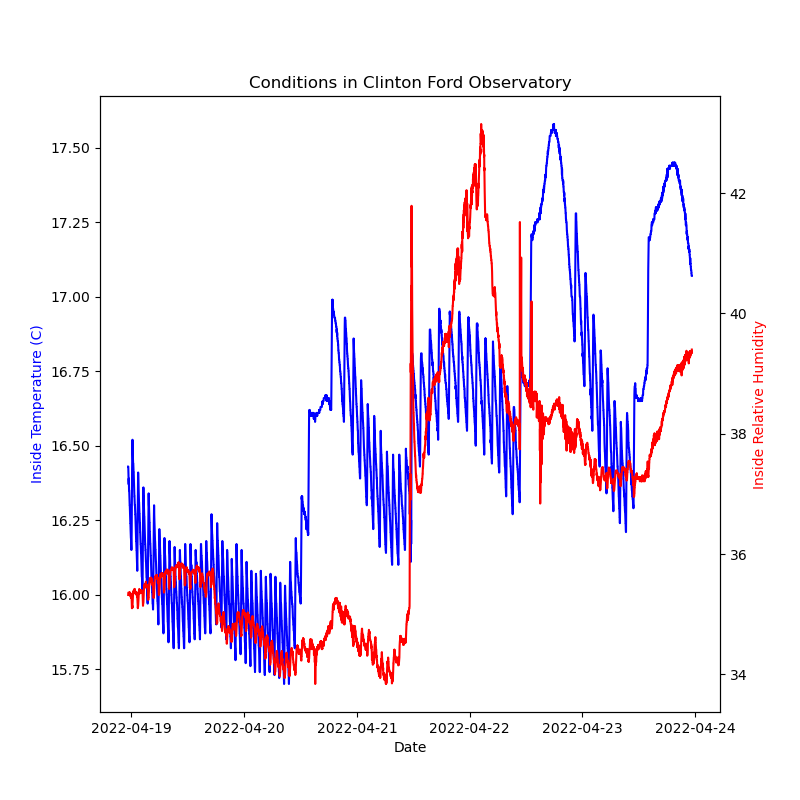 Conditions in Clinton Ford Observatory
17.50
17.25
17.00
16.75
16.50
16.25
16.00
15.75
Inside Temperature (C)
42
40
38
36
34
Inside Relative Humidity
2022-04-19 2022-04-20 2022-04-21 2022-04-22 2022-04-23 2022-04-24
Date